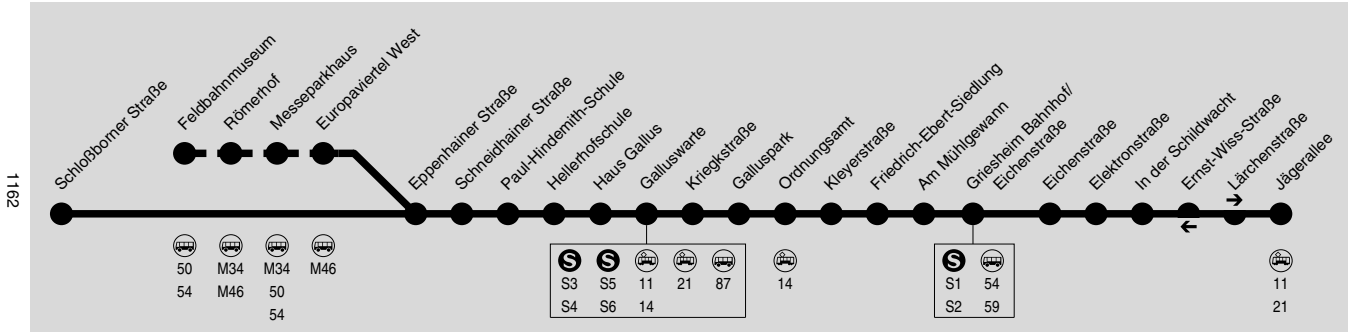 1162
Schloßborner Straße
Feldbahnmuseum
Römerhof
Messeparkhaus
Europaviertel West
Eppenhainer Straße
Schneidhainer Straße
Paul-Hindemith-Schule
Hellerhofschule
Haus Gallus
Galluswarte
Kriegkstraße
Galluspark
Ordnungsamt
Kleyerstraße
Friedrich-Ebert-Siedlung
Am Mühlgewann
Griesheim Bahnhof/
Eichenstraße
Eichenstraße
Elektronstraße
In der Schildwacht
Ernst-Wiss-Straße
Lärchenstraße
Jägerallee
50
54
M34
M46
M34
50
54
M46
S S
S3 S5 11 21 87
S4 S6 14
14
S
S1 54
S2 59
11
21